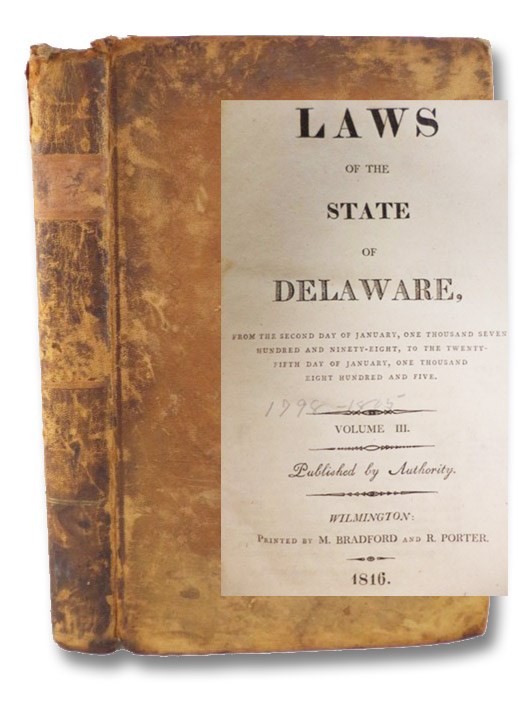 LAWS
OF THE
STATE
OF
DELAWARE,
FROM THE SECOND DAY OF JANUARY, ONE THOUSAND SEVEN
HUNDRED AND NINETY-EIGHT, TO THE TWENTY-
FIFTH DAY OF JANUARY, ONE THOUSAND
EIGHT HUNDRED AND FIVE.
1798-1805
VOLUME III.
Published by Authority.
WILMINGTON:
PRINTED BY M. BRADFORD AND R. PORTER.
1816.